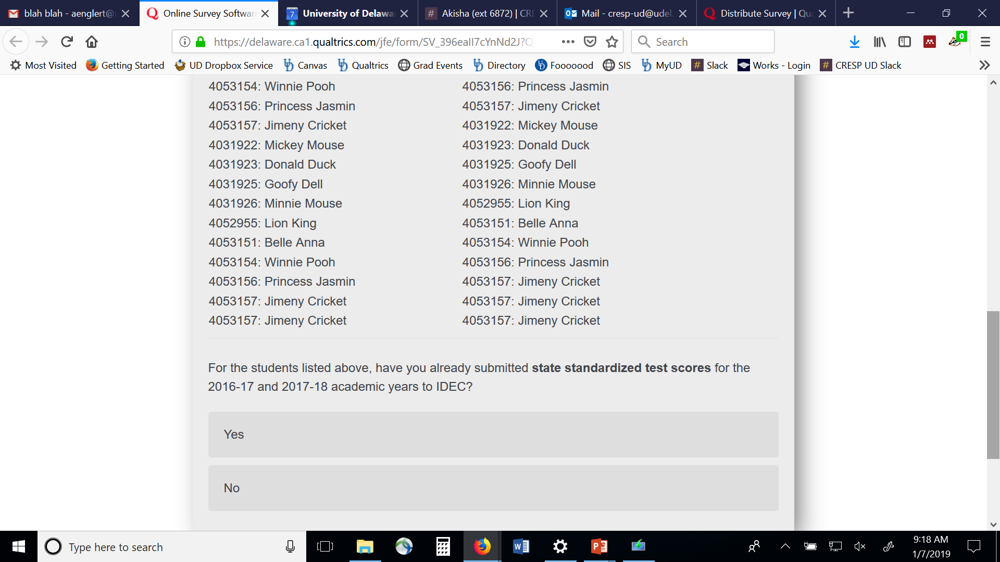 blah blah - aenglert@
Online Survey Softwar
7
University of Delawa
# Akisha (ext 6872) | CR
Mail - cresp-ud@udel.
Distribute Survey | Qu
https://delaware.ca1.qualtrics.com/jfe/form/SV_396eaII7cYnNd2J?Q
Search
0
Most Visited
Getting Started
UD Dropbox Service
Canvas
Qualtrics
Grad Events
Directory
Fooooood
SIS
MyUD
# Slack
Works - Login
# CRESP UD Slack
4053154: Winnie Pooh
4053156: Princess Jasmin
4053157: Jimeny Cricket
4031922: Mickey Mouse
4031923: Donald Duck
4031925: Goofy Dell
4031926: Minnie Mouse
4052955: Lion King
4053151: Belle Anna
4053154: Winnie Pooh
4053156: Princess Jasmin
4053157: Jimeny Cricket
4053157: Jimeny Cricket
4053156: Princess Jasmin
4053157: Jimeny Cricket
4031922: Mickey Mouse
4031923: Donald Duck
4031925: Goofy Dell
4031926: Minnie Mouse
4052955: Lion King
4053151: Belle Anna
4053154: Winnie Pooh
4053156: Princess Jasmin
4053157: Jimeny Cricket
4053157: Jimeny Cricket
4053157: Jimeny Cricket
For the students listed above, have you already submitted state standardized test scores for the
2016-17 and 2017-18 academic years to IDEC?
Yes
No
Type here to search
9:18 AM
1/7/2019